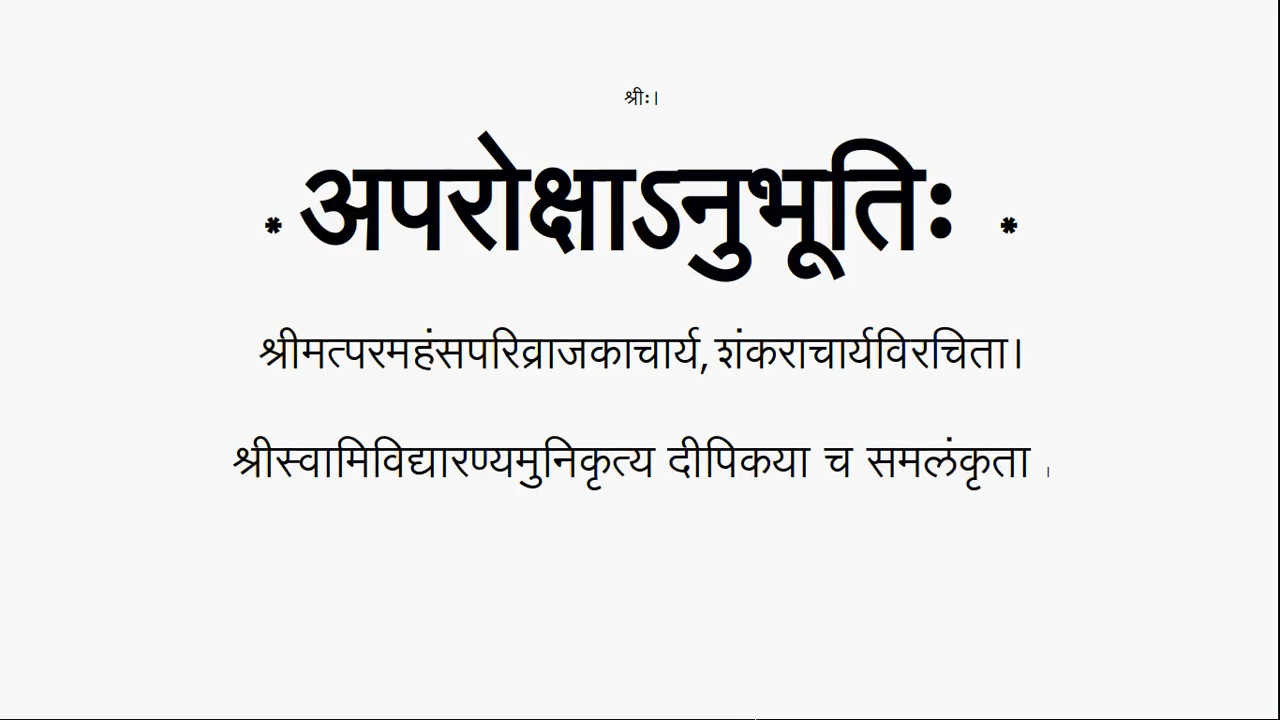 श्रीः।
* अपरोक्षाऽनुभूतिः *
श्रीमत्परमहंसपरिव्राजकाचार्य, शंकराचार्यविरचिता।
श्रीस्वामिविद्यारण्यमुनिकृत्य दीपिकया च समलंकृता ।